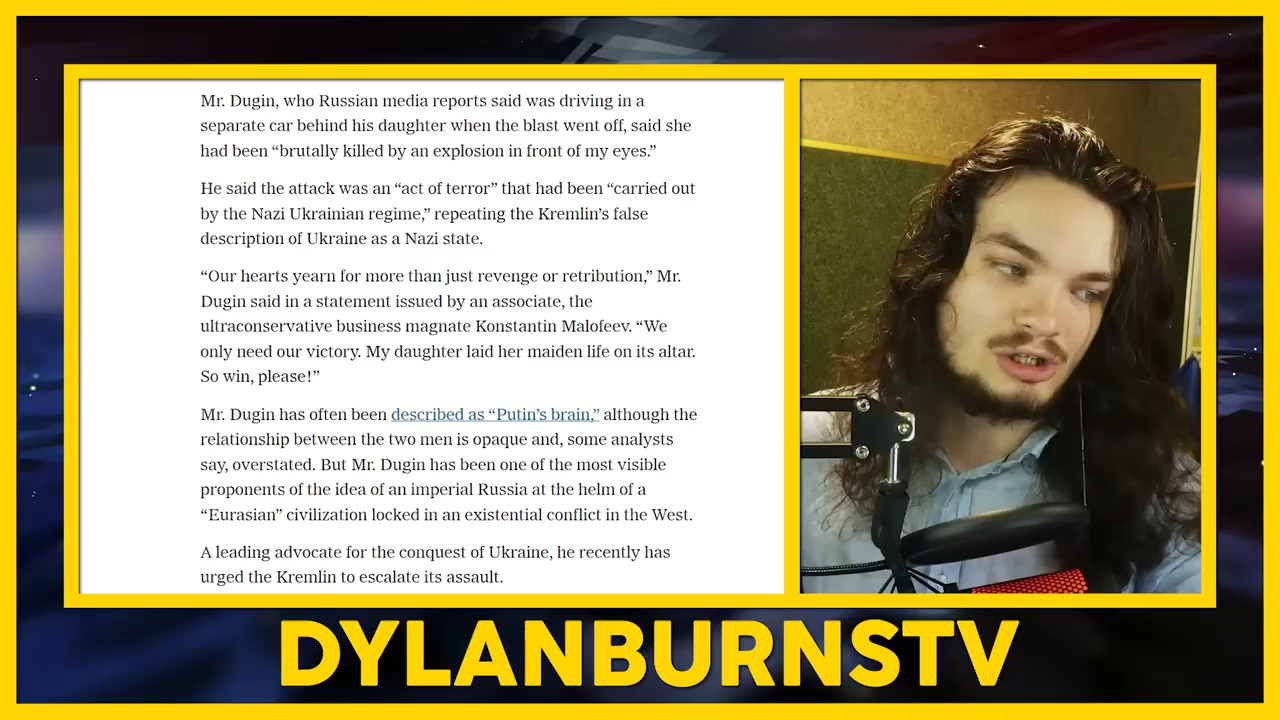 Mr. Dugin, who Russian media reports said was driving in a
separate car behind his daughter when the blast went off, said she
had been “brutally killed by an explosion in front of my eyes.”
He said the attack was an “act of terror” that had been “carried out
by the Nazi Ukrainian regime,” repeating the Kremlin’s false
description of Ukraine as a Nazi state.
“Our hearts yearn for more than just revenge or retribution,” Mr.
Dugin said in a statement issued by an associate, the
ultraconservative business magnate Konstantin Malofeev. “We
only need our victory. My daughter laid her maiden life on its altar.
So win, please!”
Mr. Dugin has often been described as “Putin’s brain,” although the
relationship between the two men is opaque and, some analysts
say, overstated. But Mr. Dugin has been one of the most visible
proponents of the idea of an imperial Russia at the helm of a
“Eurasian” civilization locked in an existential conflict in the West.
A leading advocate for the conquest of Ukraine, he recently has
urged the Kremlin to escalate its assault.
DYLANBURNSTV